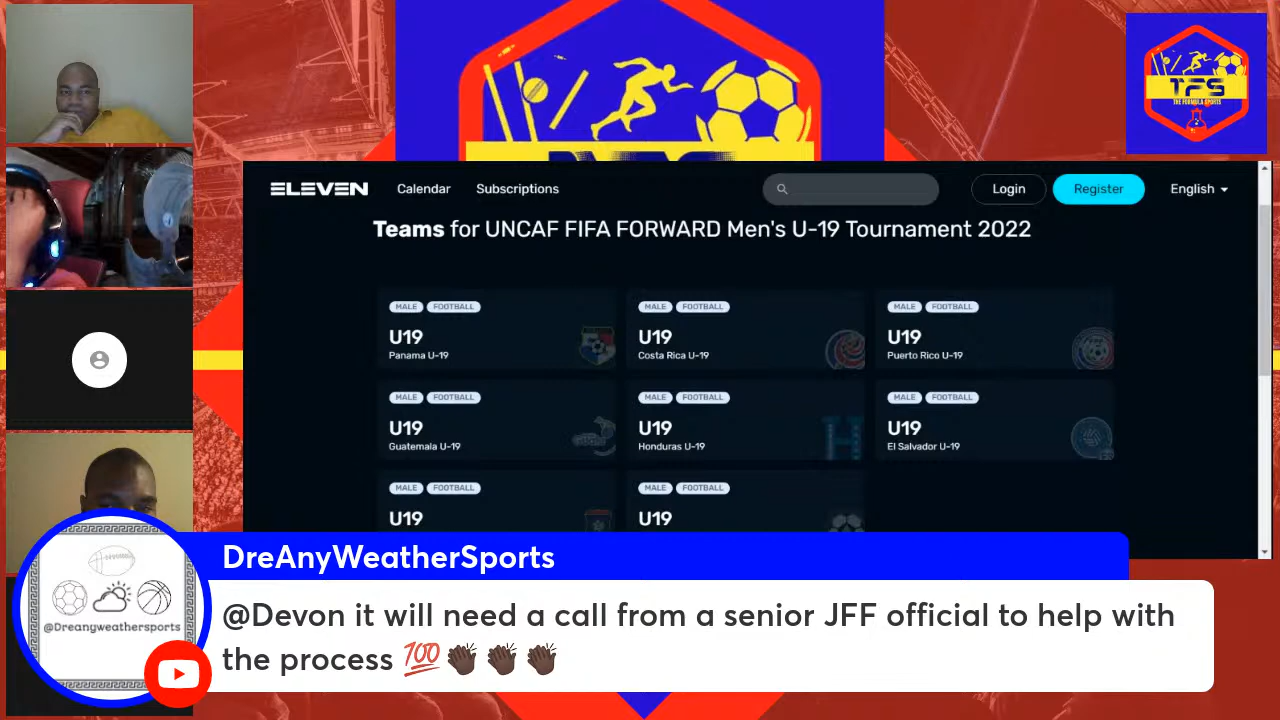 TFS
THE FORMULA SPORTS
ELEVEN
Calendar
Subscriptions
Login
Register
English
Teams for UNCAF FIFA FORWARD Men's U-19 Tournament 2022
MALE FOOTBALL
U19
Panama U-19
MALE FOOTBALL
U19
Costa Rica U-19
MALE FOOTBALL
U19
Puerto Rico U-19
MALE FOOTBALL
U19
Guatemala U-19
MALE FOOTBALL
U19
Honduras U-19
MALE FOOTBALL
U19
El Salvador U-19
MALE FOOTBALL
U19
MALE FOOTBALL
U19
DreAnyWeatherSports
@Devon it will need a call from a senior JFF official to help with
the process 💯👏🏿👏🏿👏🏿
@Dreanyweathersports